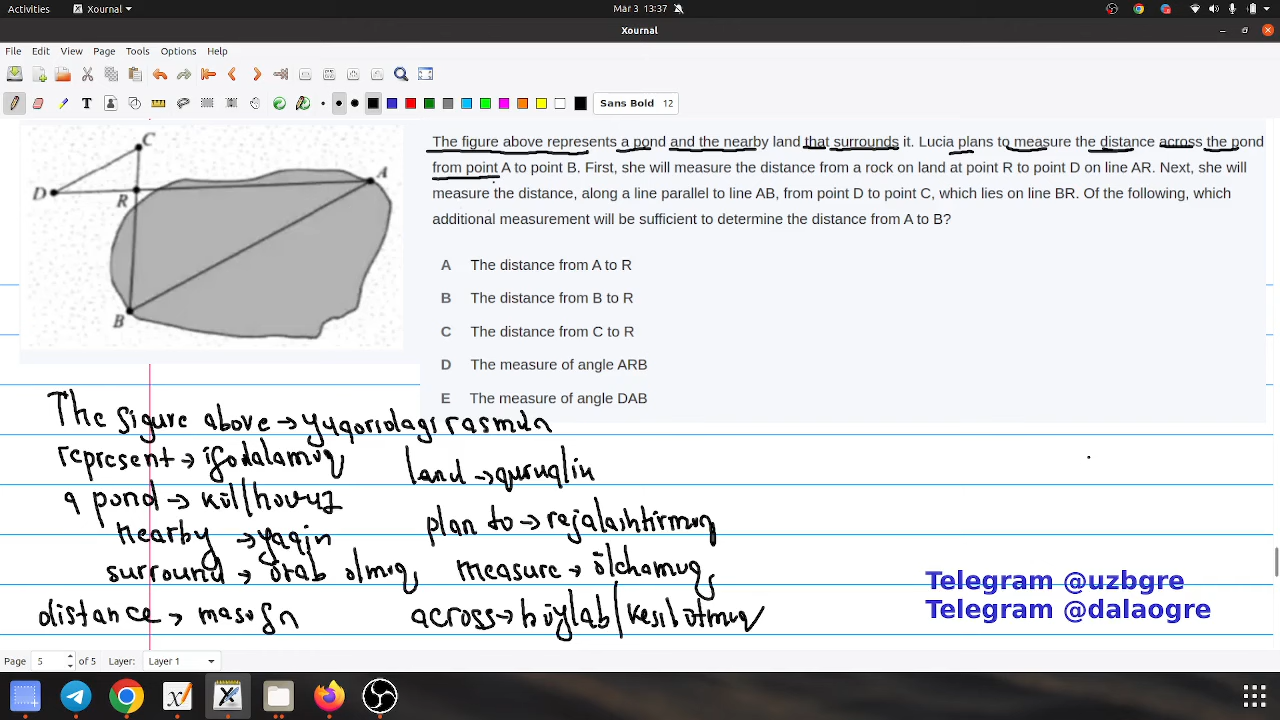 Activities
Xournal
Mar 3 13:37
Xournal
File Edit View Page Tools Options Help
Sans Bold 12
C
D
R
A
B
The figure above represents a pond and the nearby land that surrounds it. Lucia plans to measure the distance across the pond
from point A to point B. First, she will measure the distance from a rock on land at point R to point D on line AR. Next, she will
measure the distance, along a line parallel to line AB, from point D to point C, which lies on line BR. Of the following, which
additional measurement will be sufficient to determine the distance from A to B?
A The distance from A to R
B The distance from B to R
C The distance from C to R
D The measure of angle ARB
E The measure of angle DAB
The figure above → yuqoridagi rasmda
represent → ifodalamoq
a pond → kōl/hovuz
nearby → yaqin
surround → ōrab olmoq
distance → masofa
land → quruqlik
plan to → rejalashtirmoq
measure → ōlchamoq
across → bōylab/kesib ōtmoq
Telegram @uzbgre
Telegram @dalaogre
Page 5 of 5 Layer: Layer 1